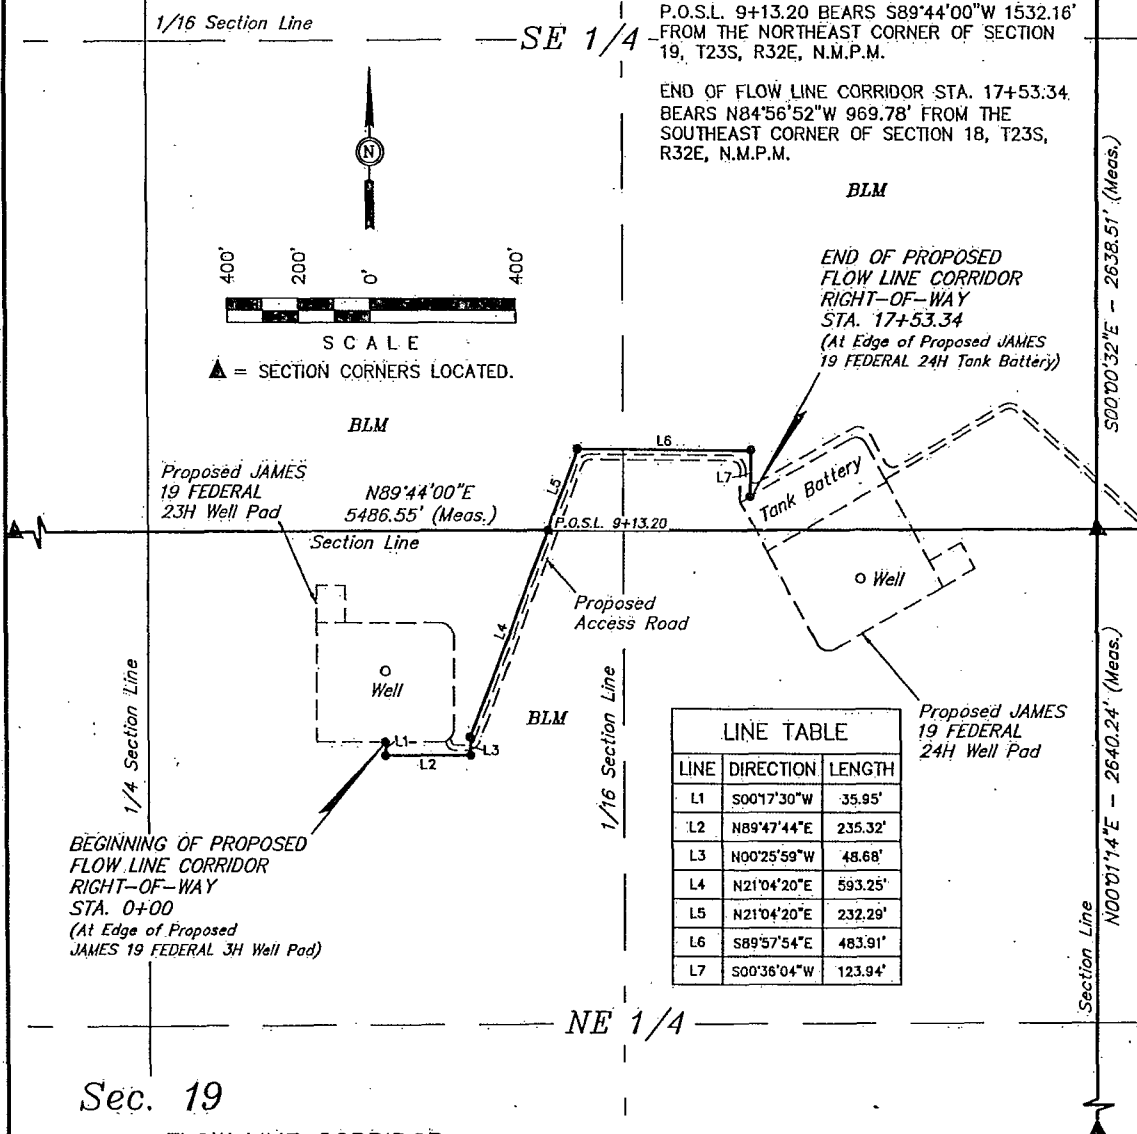 1/16 Section Line
SE 1/4
P.O.S.L. 9+13.20 BEARS S89°44'00"W 1532.16'
FROM THE NORTHEAST CORNER OF SECTION
19, T23S, R32E, N.M.P.M.
END OF FLOW LINE CORRIDOR STA. 17+53.34
BEARS N84°56'52"W 969.78' FROM THE
SOUTHEAST CORNER OF SECTION 18, T23S,
R32E, N.M.P.M.
N
BLM
S00°00'32"E - 2638.51' (Meas.)
400'
200'
0'
400'
SCALE
▲ = SECTION CORNERS LOCATED.
END OF PROPOSED
FLOW LINE CORRIDOR
RIGHT-OF-WAY
STA. 17+53.34
(At Edge of Proposed JAMES
19 FEDERAL 24H Tank Battery)
BLM
Proposed JAMES
19 FEDERAL
23H Well Pad
N89°44'00"E
5486.55' (Meas.)
Section Line
L6
L5
L7
Tank Battery
P.O.S.L. 9+13.20
Well
Proposed
Access Road
L4
Well
BLM
L1
L2
L3
1/4 Section Line
1/16 Section Line
Proposed JAMES
19 FEDERAL
24H Well Pad
N00°01'14"E - 2640.24' (Meas.)
Section Line
LINE TABLE
LINE DIRECTION LENGTH
L1 S00°17'30"W 35.95'
L2 N89°47'44"E 235.32'
L3 N00°25'59"W 48.68'
L4 N21°04'20"E 593.25'
L5 N21°04'20"E 232.29'
L6 S89°57'54"E 483.91'
L7 S00°36'04"W 123.94'
BEGINNING OF PROPOSED
FLOW LINE CORRIDOR
RIGHT-OF-WAY
STA. 0+00
(At Edge of Proposed
JAMES 19 FEDERAL 3H Well Pad)
NE 1/4
Sec. 19